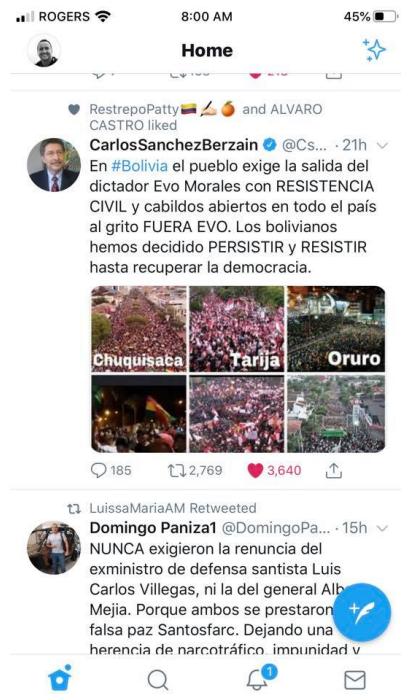 ROGERS 8:00 AM 45%
Home
RestrepoPatty🇨🇴✍🏻🍊 and ALVARO
CASTRO liked
CarlosSanchezBerzain @Cs... · 21h
En #Bolivia el pueblo exige la salida del
dictador Evo Morales con RESISTENCIA
CIVIL y cabildos abiertos en todo el país
al grito FUERA EVO. Los bolivianos
hemos decidido PERSISTIR y RESISTIR
hasta recuperar la democracia.
Chuquisaca Tarija Oruro
185 2,769 3,640
LuissaMariaAM Retweeted
Domingo Paniza1 @DomingoPa... · 15h
NUNCA exigieron la renuncia del
exministro de defensa santista Luis
Carlos Villegas, ni la del general
Mejia. Porque ambos se prestaron
falsa paz Santosfarc. Dejando una
herencia de narcotráfico, impunidad y
1